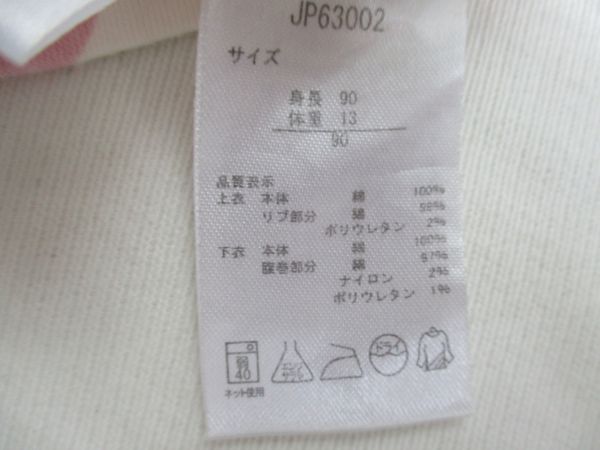 JP63002
サイズ
身長 90
体重 13
90
品質表示
上衣 本体 綿 100%
リブ部分 綿 98%
ポリウレタン 2%
下衣 本体 綿 100%
腹巻部分 綿 97%
ナイロン 2%
ポリウレタン 1%
弱 40 ドライ
ネット使用